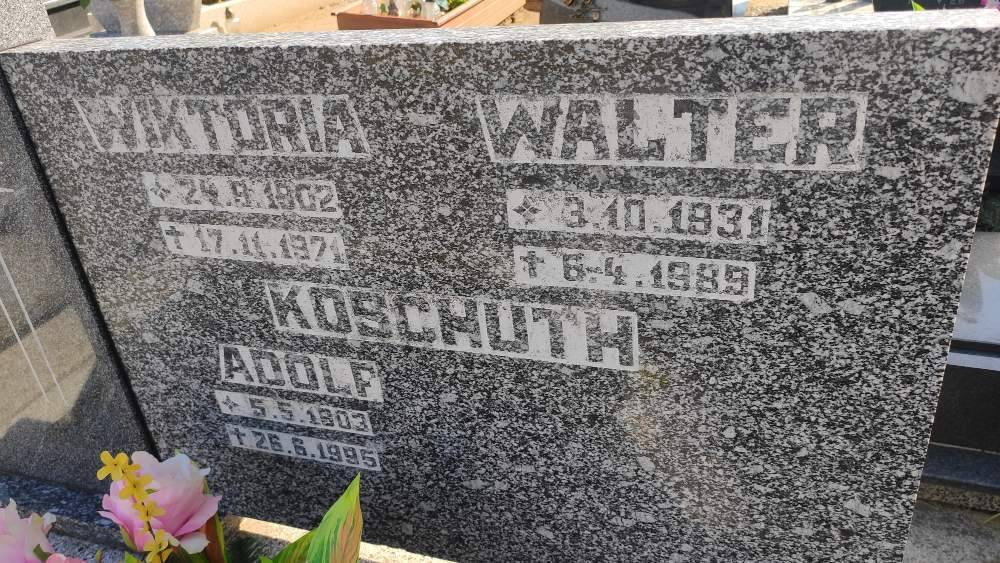 WIKTORIA
✢ 24.9.1902
✝ 17.11.1971
WALTER
✢ 3.10.1931
✝ 6-4.1989
KOSCHUTH
ADOLF
✢ 5.5.1903
✝ 26.6.1995